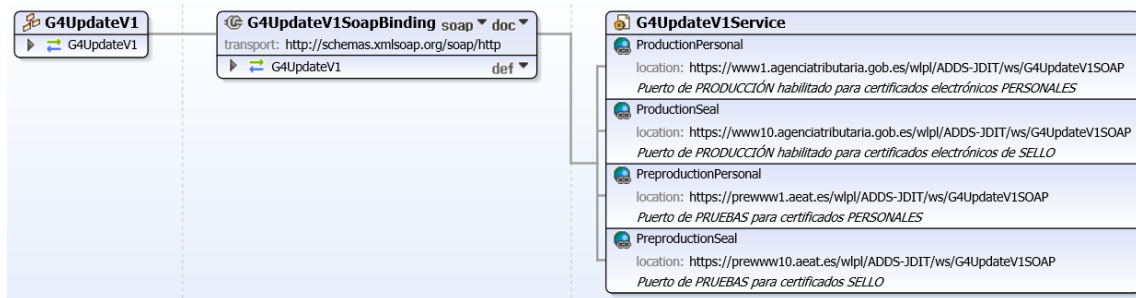 G4UpdateV1
G4UpdateV1
G4UpdateV1SoapBinding soap doc
transport: http://schemas.xmlsoap.org/soap/http
G4UpdateV1 def
G4UpdateV1Service
ProductionPersonal
location: https://www1.agenciatributaria.gob.es/wlpl/ADDS-JDIT/ws/G4UpdateV1SOAP
Puerto de PRODUCCIÓN habilitado para certificados electrónicos PERSONALES
ProductionSeal
location: https://www10.agenciatributaria.gob.es/wlpl/ADDS-JDIT/ws/G4UpdateV1SOAP
Puerto de PRODUCCIÓN habilitado para certificados electrónicos de SELLO
PreproductionPersonal
location: https://prewww1.aeat.es/wlpl/ADDS-JDIT/ws/G4UpdateV1SOAP
Puerto de PRUEBAS para certificados PERSONALES
PreproductionSeal
location: https://prewww10.aeat.es/wlpl/ADDS-JDIT/ws/G4UpdateV1SOAP
Puerto de PRUEBAS para certificados SELLO